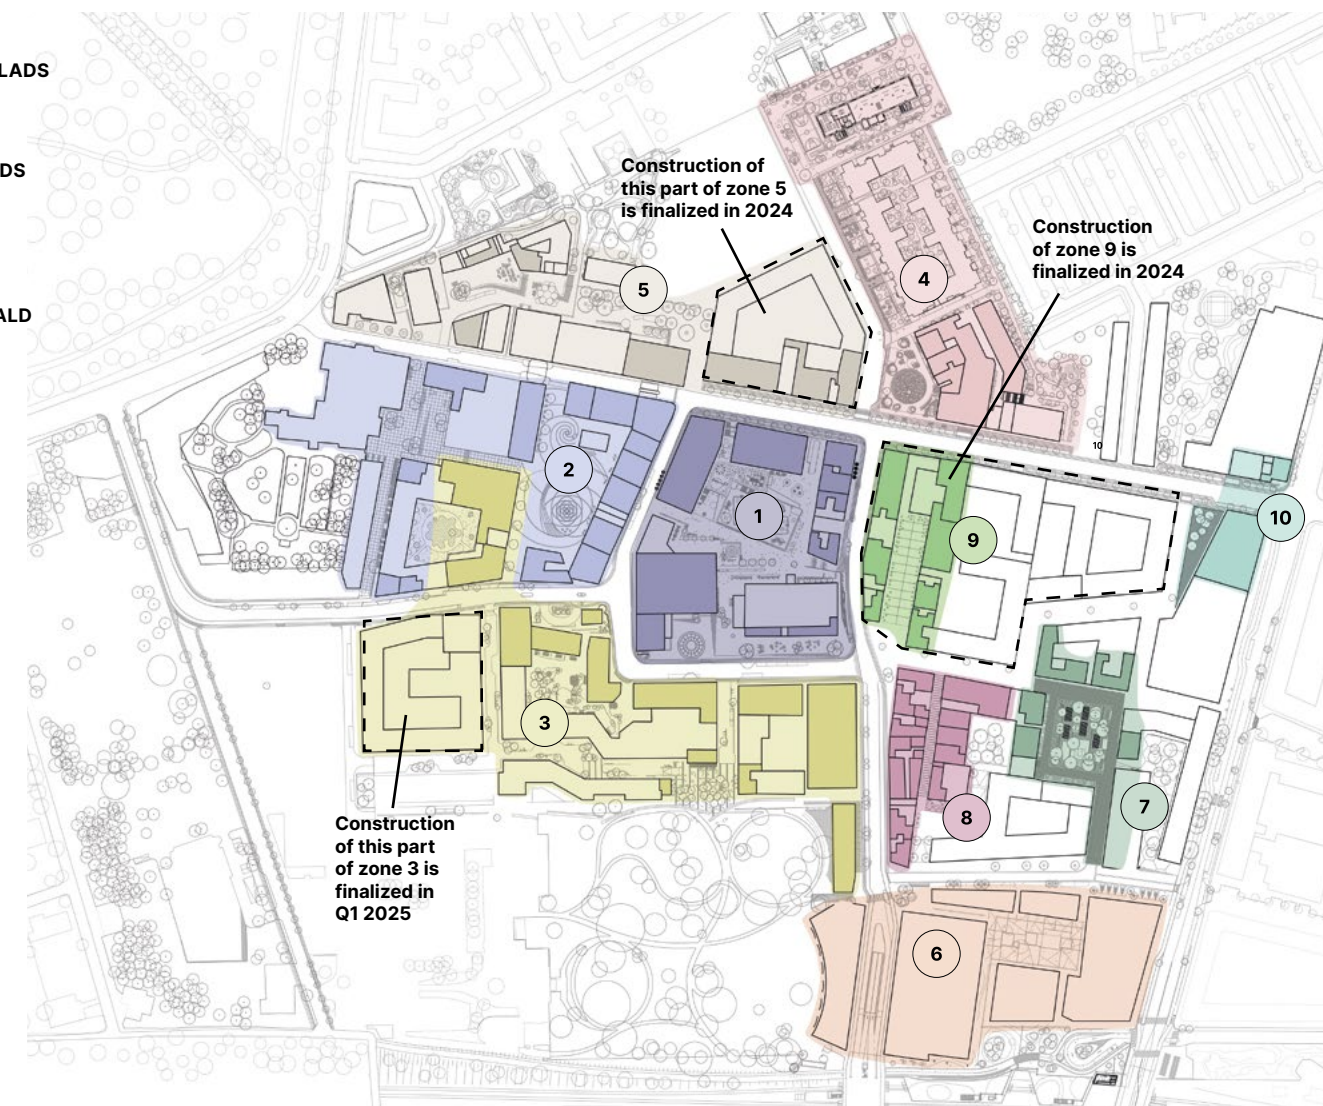 LADS
DS
ALD
Construction of
this part of zone 5
is finalized in 2024
Construction
of zone 9 is
finalized in 2024
4
5
10
2
1
9
10
3
8
7
Construction
of this part
of zone 3 is
finalized in
Q1 2025
6